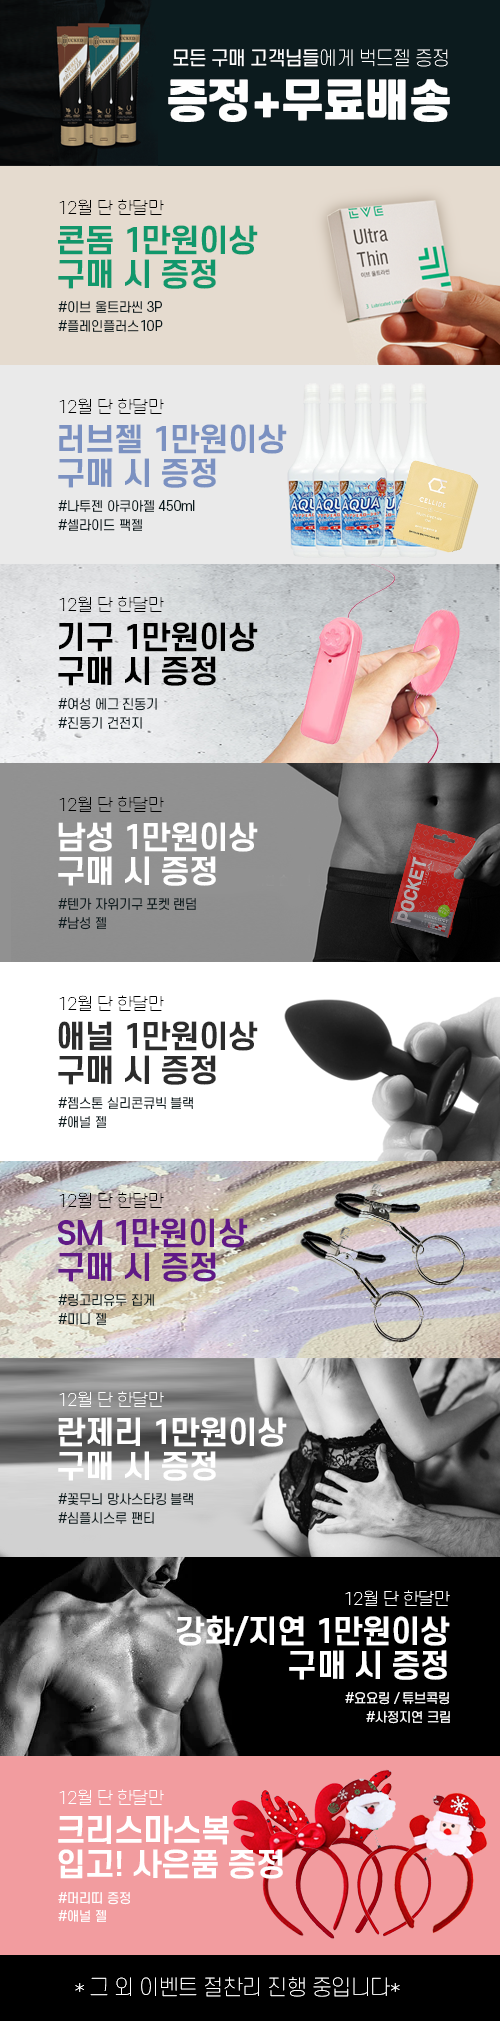 모든 구매 고객님들에게 벅드젤 증정
증정+무료배송
12월 단 한달만
콘돔 1만원이상
구매 시 증정
#이브 울트라씬 3P
#플레인플러스10P
EVE
Ultra
Thin
이브 울트라씬
12월 단 한달만
러브젤 1만원이상
구매 시 증정
#나투젠 아쿠아젤 450ml
#셀라이드 팩젤
AQUA
AQUA
AQUA
12월 단 한달만
기구 1만원이상
구매 시 증정
#여성 에그 진동기
#진동기 건전지
12월 단 한달만
남성 1만원이상
구매 시 증정
#텐가 자위기구 포켓 랜덤
#남성 젤
POCKET
12월 단 한달만
애널 1만원이상
구매 시 증정
#젬스톤 실리콘큐빅 블랙
#애널 젤
12월 단 한달만
SM 1만원이상
구매 시 증정
#링고리유두 집게
#미니 젤
12월 단 한달만
란제리 1만원이상
구매 시 증정
#꽃무늬 망사스타킹 블랙
#심플시스루 팬티
12월 단 한달만
강화/지연 1만원이상
구매 시 증정
#요요링 / 튜브콕링
#사정지연 크림
12월 단 한달만
크리스마스복
입고! 사은품 증정
#머리띠 증정
#애널 젤
* 그 외 이벤트 절찬리 진행 중입니다*